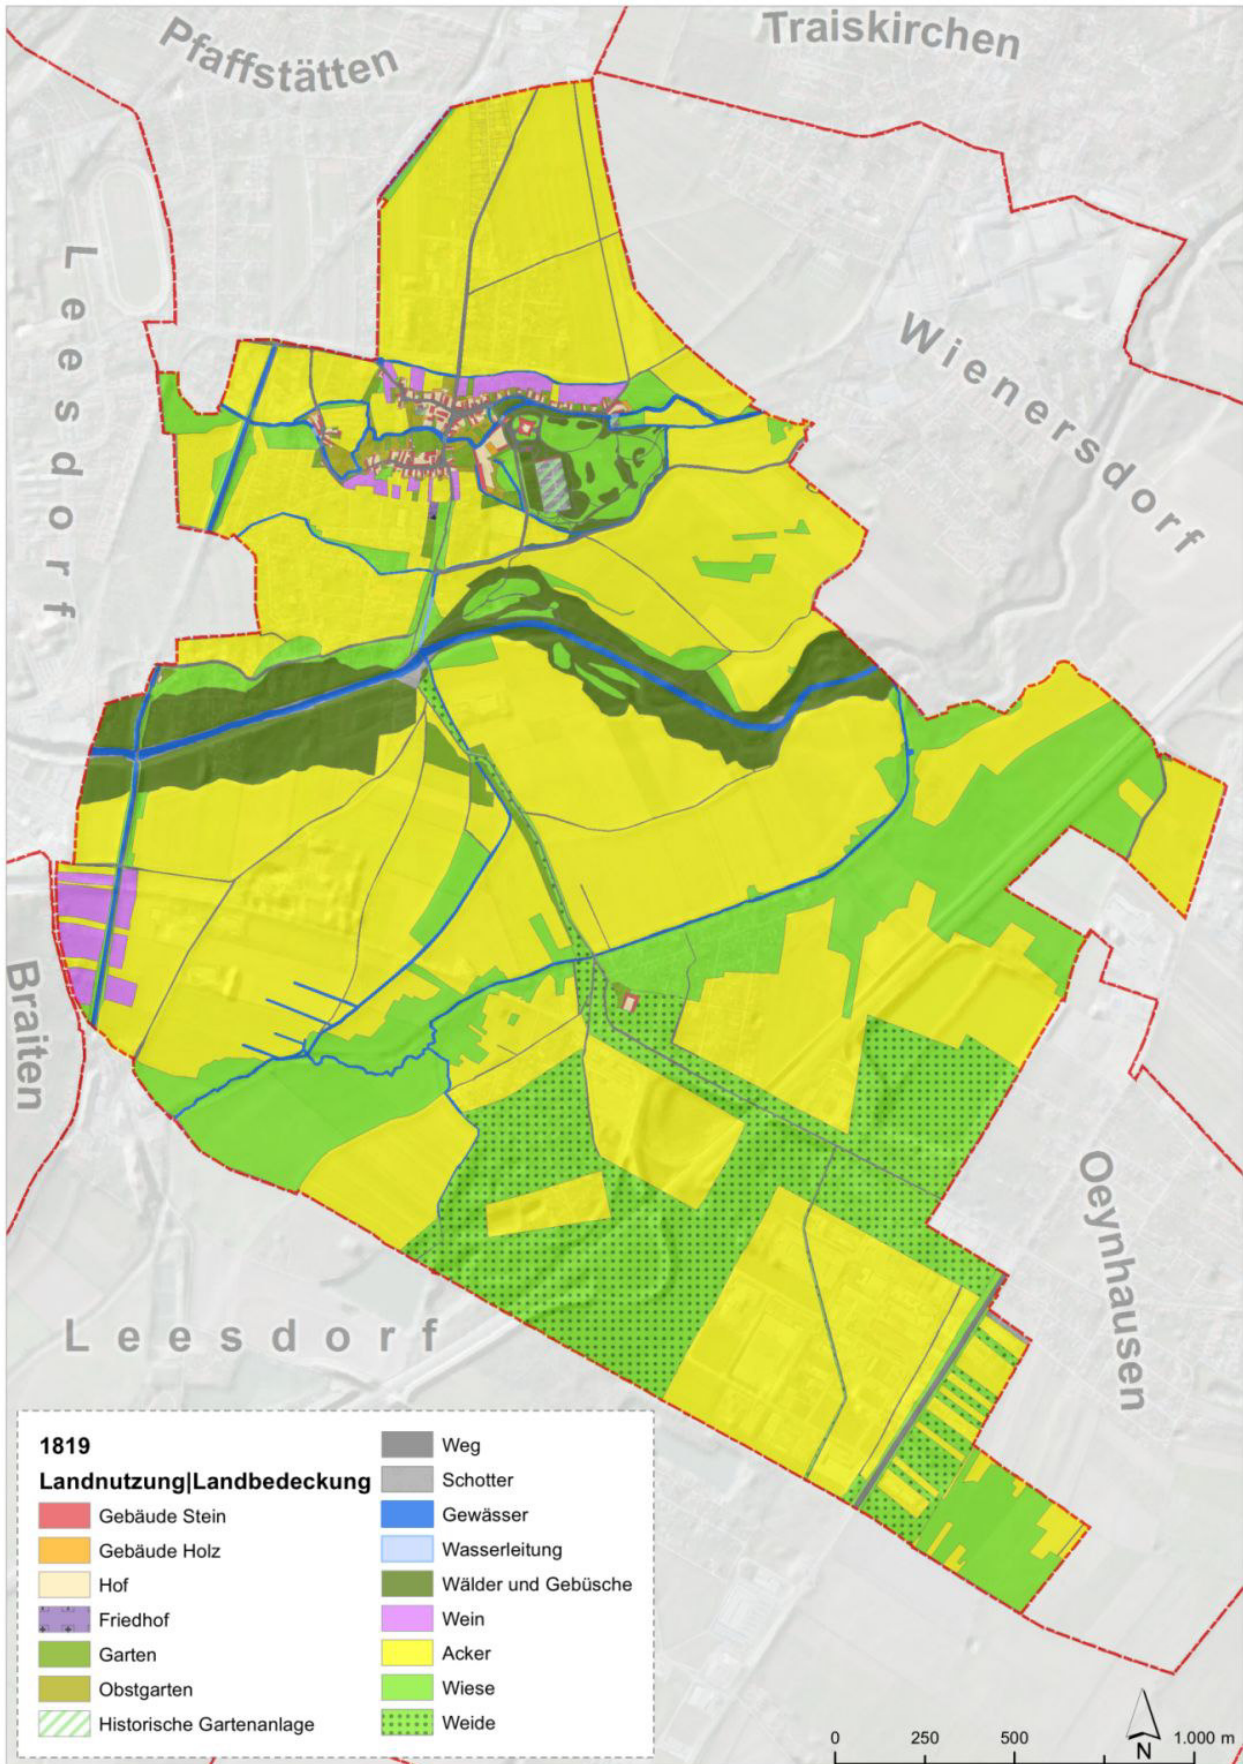 Pfaffstätten
Traiskirchen
Leesdorf
Wienersdorf
Braiten
Oeynhausen
Leesdorf
1819
Landnutzung|Landbedeckung
Gebäude Stein
Gebäude Holz
Hof
Friedhof
Garten
Obstgarten
Historische Gartenanlage
Weg
Schotter
Gewässer
Wasserleitung
Wälder und Gebüsche
Wein
Acker
Wiese
Weide
0 250 500 1.000 m
N